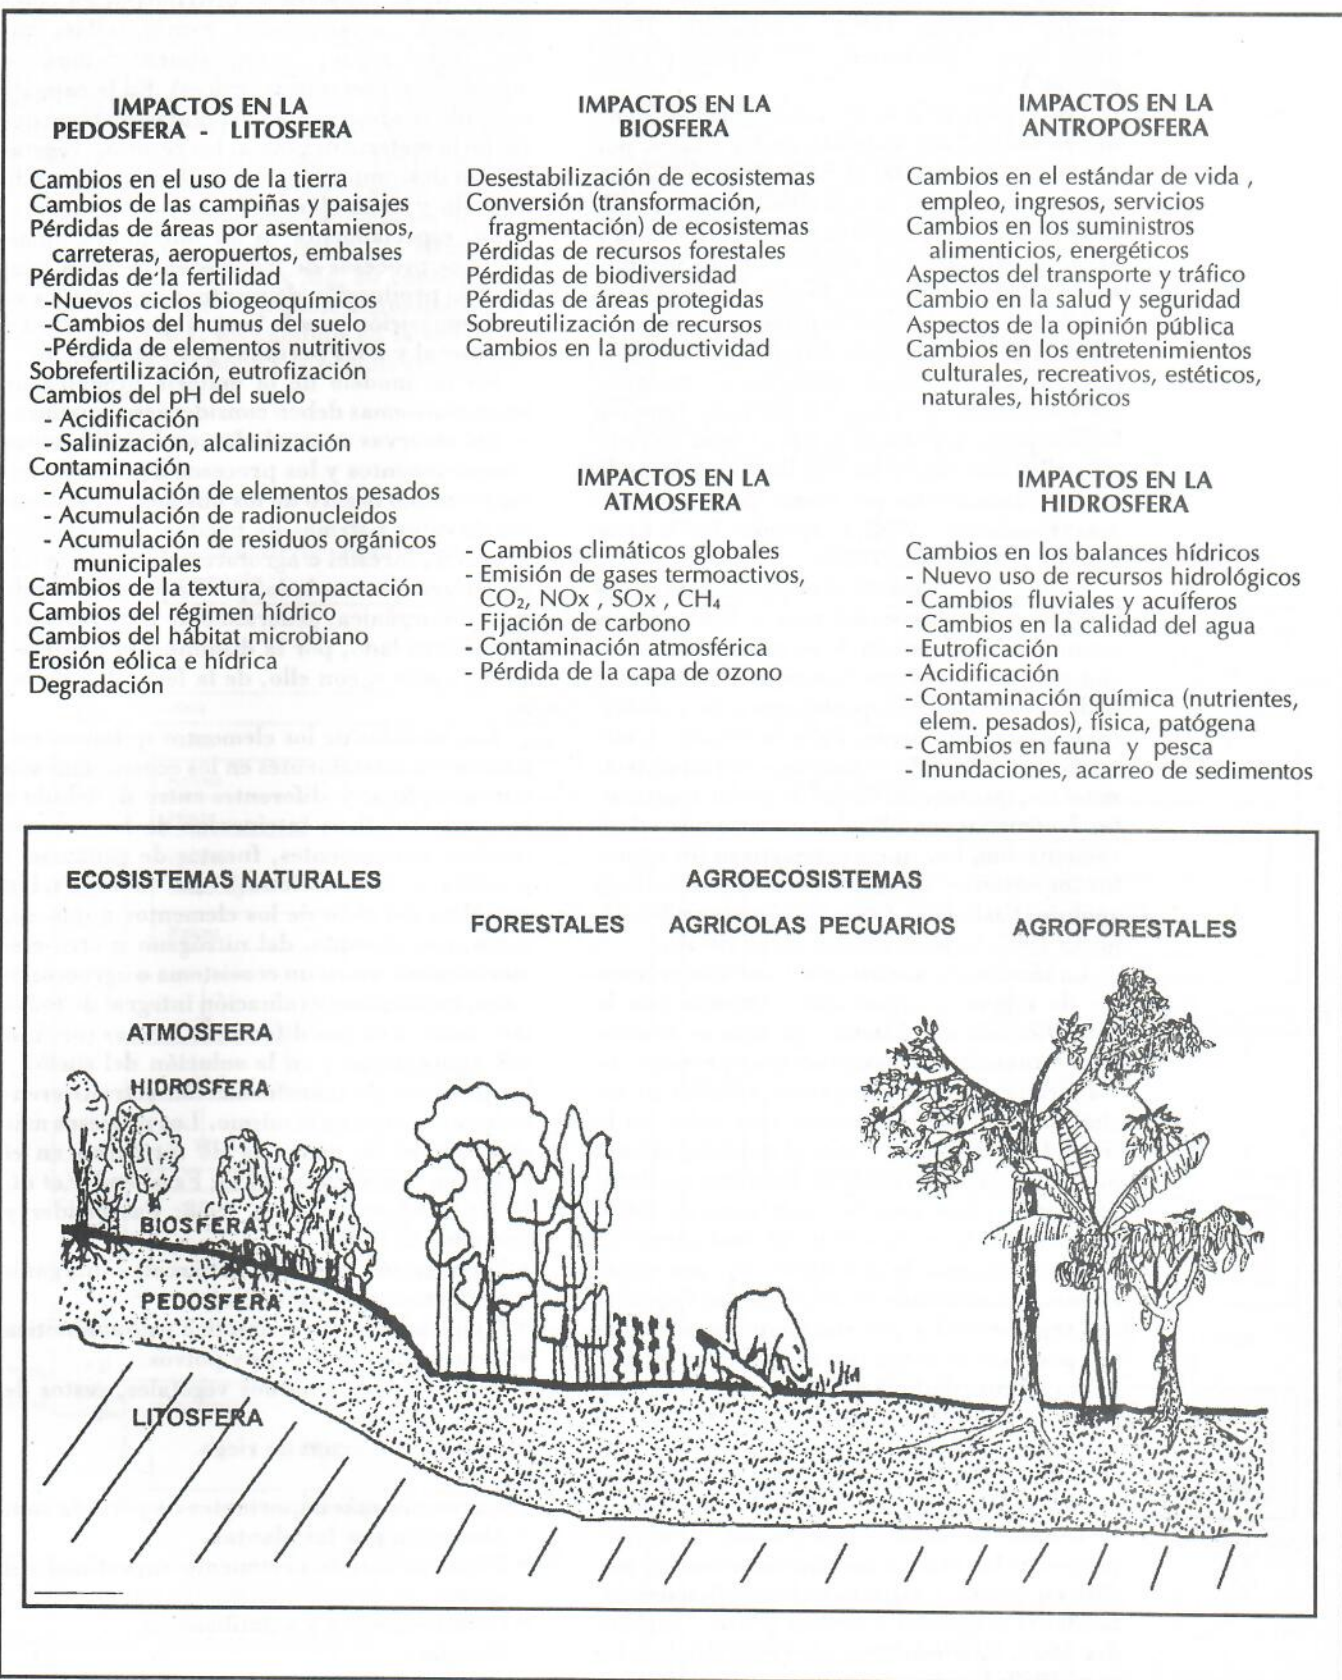 IMPACTOS EN LA
PEDOSFERA - LITOSFERA
Cambios en el uso de la tierra
Cambios de las campiñas y paisajes
Pérdidas de áreas por asentamienos,
carreteras, aeropuertos, embalses
Pérdidas de la fertilidad
-Nuevos ciclos biogeoquímicos
-Cambios del humus del suelo
-Pérdida de elementos nutritivos
Sobrefertilización, eutrofización
Cambios del pH del suelo
- Acidificación
- Salinización, alcalinización
Contaminación
- Acumulación de elementos pesados
- Acumulación de radionucleídos
- Acumulación de residuos orgánicos
municipales
Cambios de la textura, compactación
Cambios del régimen hídrico
Cambios del hábitat microbiano
Erosión eólica e hídrica
Degradación
IMPACTOS EN LA
BIOSFERA
Desestabilización de ecosistemas
Conversión (transformación,
fragmentación) de ecosistemas
Pérdidas de recursos forestales
Pérdidas de biodiversidad
Pérdidas de áreas protegidas
Sobreutilización de recursos
Cambios en la productividad
IMPACTOS EN LA
ANTROPOSFERA
Cambios en el estándar de vida ,
empleo, ingresos, servicios
Cambios en los suministros
alimenticios, energéticos
Aspectos del transporte y tráfico
Cambio en la salud y seguridad
Aspectos de la opinión pública
Cambios en los entretenimientos
culturales, recreativos, estéticos,
naturales, históricos
IMPACTOS EN LA
ATMOSFERA
- Cambios climáticos globales
- Emisión de gases termoactivos,
CO₂, NOx , SOx , CH₄
- Fijación de carbono
- Contaminación atmosférica
- Pérdida de la capa de ozono
IMPACTOS EN LA
HIDROSFERA
Cambios en los balances hídricos
- Nuevo uso de recursos hidrológicos
- Cambios fluviales y acuíferos
- Cambios en la calidad del agua
- Eutroficación
- Acidificación
- Contaminación química (nutrientes,
elem. pesados), física, patógena
- Cambios en fauna y pesca
- Inundaciones, acarreo de sedimentos
ECOSISTEMAS NATURALES
AGROECOSISTEMAS
FORESTALES AGRICOLAS PECUARIOS AGROFORESTALES
ATMOSFERA
HIDROSFERA
BIOSFERA
PEDOSFERA
LITOSFERA